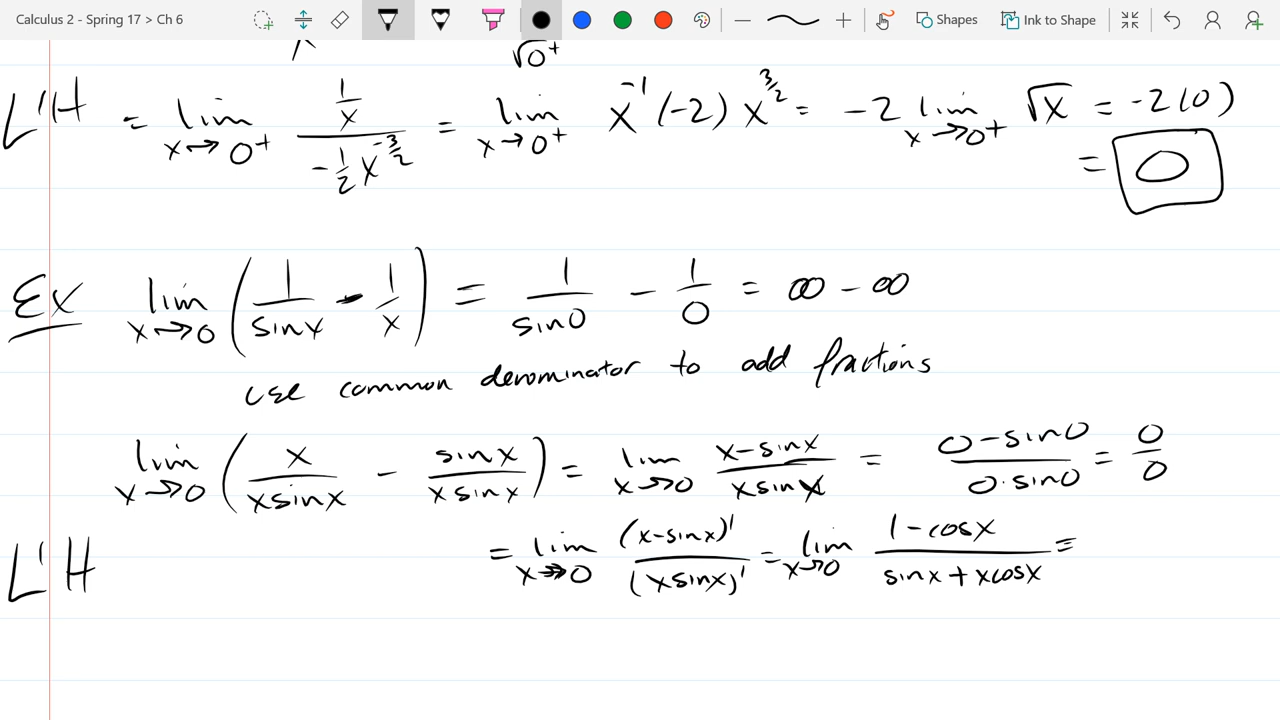 Calculus 2 - Spring 17 > Ch 6
Shapes
Ink to Shape
√0⁺
L'H = lim x→0⁺ (1/x)/(-1/2 x^(-3/2)) = lim x→0⁺ x⁻¹(-2) x^(3/2) = -2 lim x→0⁺ √x = -2(0)
= 0
Ex lim x→0 (1/sinx - 1/x) = 1/sin0 - 1/0 = ∞ - ∞
use common denominator to add fractions
lim x→0 (x/xsinx - sinx/xsinx) = lim x→0 (x-sinx)/(xsinx) = (0-sin0)/(0·sin0) = 0/0
L'H = lim x→0 (x-sinx)'/(xsinx)' = lim x→0 (1-cosx)/(sinx+xcosx) =